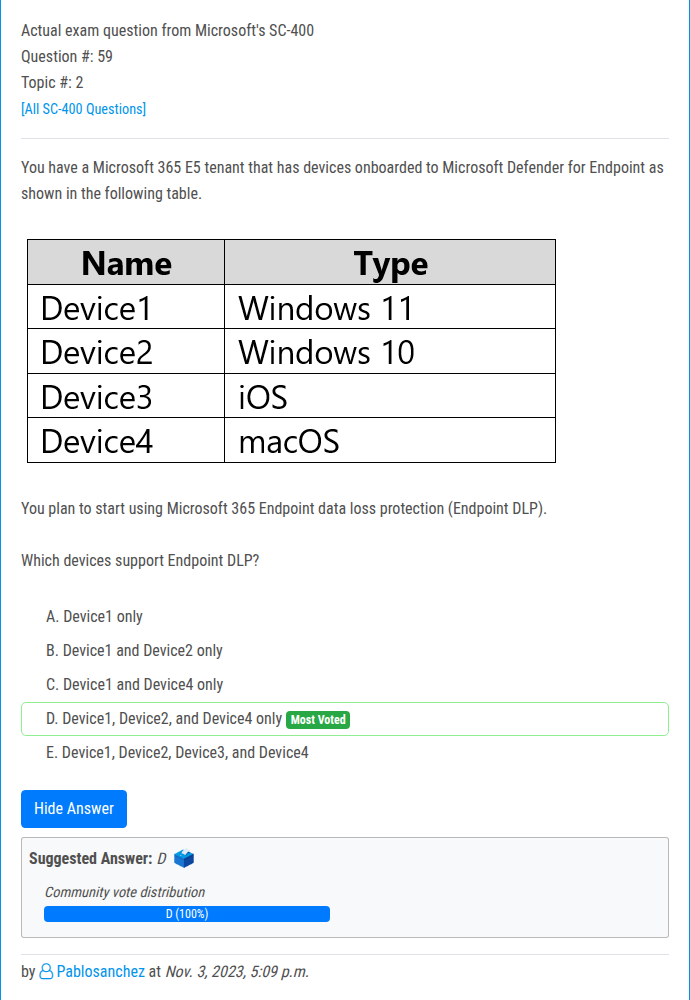 Actual exam question from Microsoft's SC-400
Question #: 59
Topic #: 2
[All SC-400 Questions]
You have a Microsoft 365 E5 tenant that has devices onboarded to Microsoft Defender for Endpoint as
shown in the following table.
Name Type
Device1 Windows 11
Device2 Windows 10
Device3 iOS
Device4 macOS
You plan to start using Microsoft 365 Endpoint data loss protection (Endpoint DLP).
Which devices support Endpoint DLP?
A. Device1 only
B. Device1 and Device2 only
C. Device1 and Device4 only
D. Device1, Device2, and Device4 only Most Voted
E. Device1, Device2, Device3, and Device4
Hide Answer
Suggested Answer: D
Community vote distribution
D (100%)
by Pablosanchez at Nov. 3, 2023, 5:09 p.m.